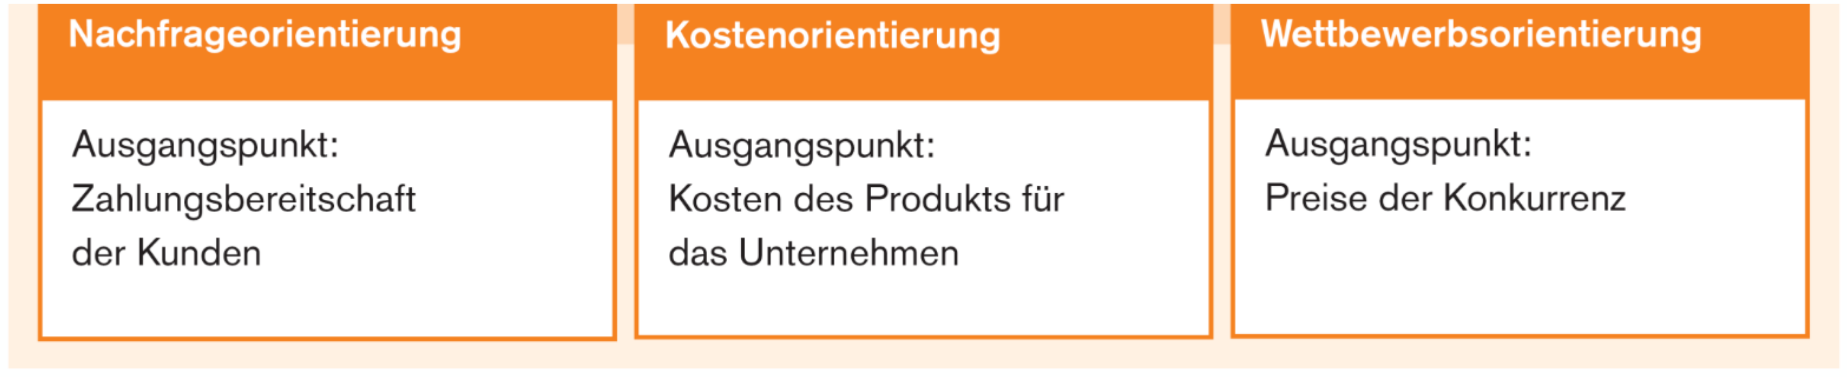 Nachfrageorientierung
Ausgangspunkt:
Zahlungsbereitschaft
der Kunden
Kostenorientierung
Ausgangspunkt:
Kosten des Produkts für
das Unternehmen
Wettbewerbsorientierung
Ausgangspunkt:
Preise der Konkurrenz